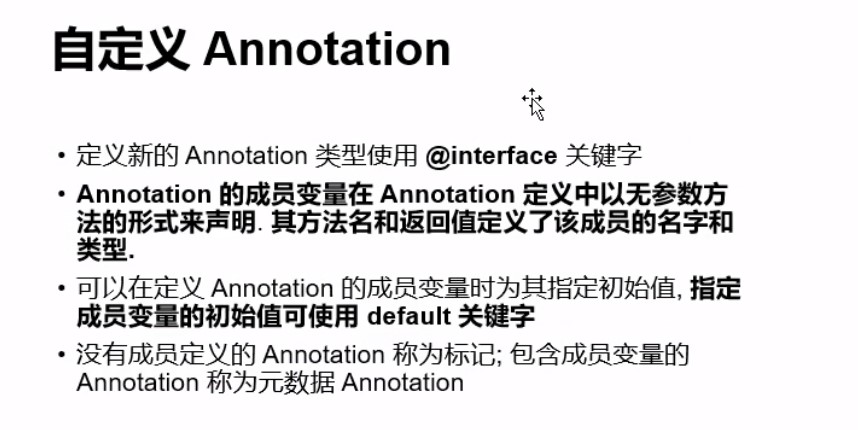 自定义 Annotation
• 定义新的 Annotation 类型使用 @interface 关键字
• Annotation 的成员变量在 Annotation 定义中以无参数方
法的形式来声明. 其方法名和返回值定义了该成员的名字和
类型.
• 可以在定义 Annotation 的成员变量时为其指定初始值, 指定
成员变量的初始值可使用 default 关键字
• 没有成员定义的 Annotation 称为标记; 包含成员变量的
Annotation 称为元数据 Annotation